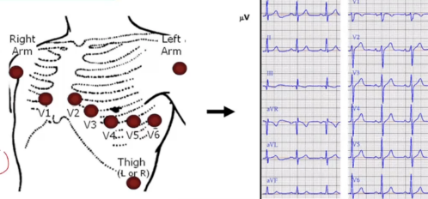 Right
Arm
Left
Arm
V1
V2
V3
V4
V5
V6
Thigh
(L or R)
μV
II
III
aVR
aVL
aVF
V1
V2
V3
V4
V5
V6